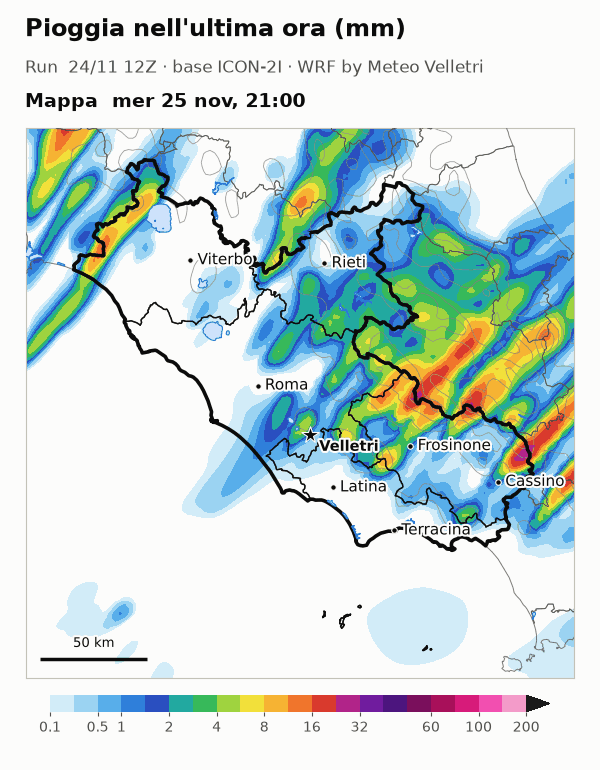 Pioggia nell'ultima ora (mm)
Run  24/11 12Z · base ICON-2I · WRF by Meteo Velletri
Mappa  mer 25 nov, 21:00
Viterbo
Rieti
Roma
Velletri
Frosinone
Cassino
Latina
Terracina
50 km
0.1 0.5 1 2 4 8 16 32 60 100 200